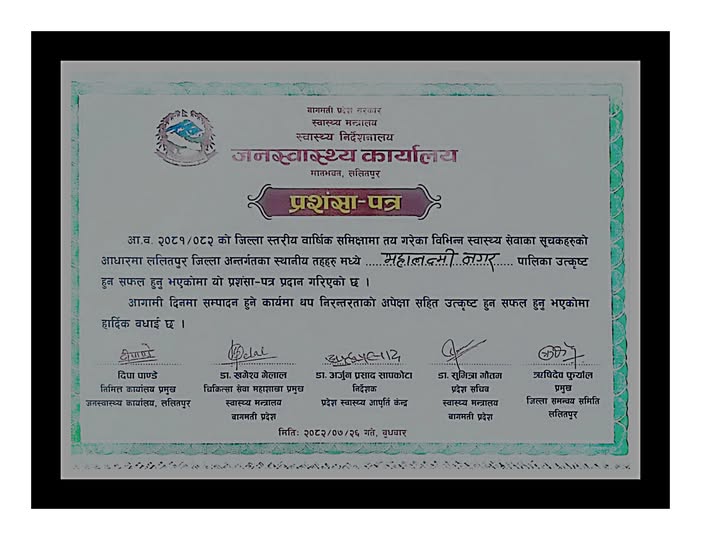 बागमती प्रदेश सरकार
स्वास्थ्य मन्त्रालय
स्वास्थ्य निर्देशनालय
जनस्वास्थ्य कार्यालय
मानभवन, ललितपुर
प्रशंसा-पत्र
आ.व. २०८१/०८२ को जिल्ला स्तरीय वार्षिक समिक्षामा तय गरेका विभिन्न स्वास्थ्य सेवाका सूचकहरुको
आधारमा ललितपुर जिल्ला अन्तर्गतका स्थानीय तहहरु मध्ये ......महालक्ष्मी नगर...... पालिका उत्कृष्ट
हुन सफल हुनु भएकोमा यो प्रशंसा-पत्र प्रदान गरिएको छ ।
आगामी दिनमा सम्पादन हुने कार्यमा थप निरन्तरताको अपेक्षा सहित उत्कृष्ट हुन सफल हुनु भएकोमा
हार्दिक बधाई छ ।
दिपा पाण्डे डा. खगेश्व गेलाल डा. अर्जुन प्रसाद सापकोटा डा. सुमित्रा गौतम ऋषिदेव फुयाँल
निमित्त कार्यालय प्रमुख चिकित्सा सेवा महाशाखा प्रमुख निर्देशक प्रदेश सचिव प्रमुख
जनस्वास्थ्य कार्यालय, ललितपुर स्वास्थ्य मन्त्रालय प्रदेश स्वास्थ्य आपुर्ति केन्द्र स्वास्थ्य मन्त्रालय जिल्ला समन्वय समिति
बागमती प्रदेश बागमती प्रदेश ललितपुर
मिति: २०८२/०७/२६ गते, बुधबार